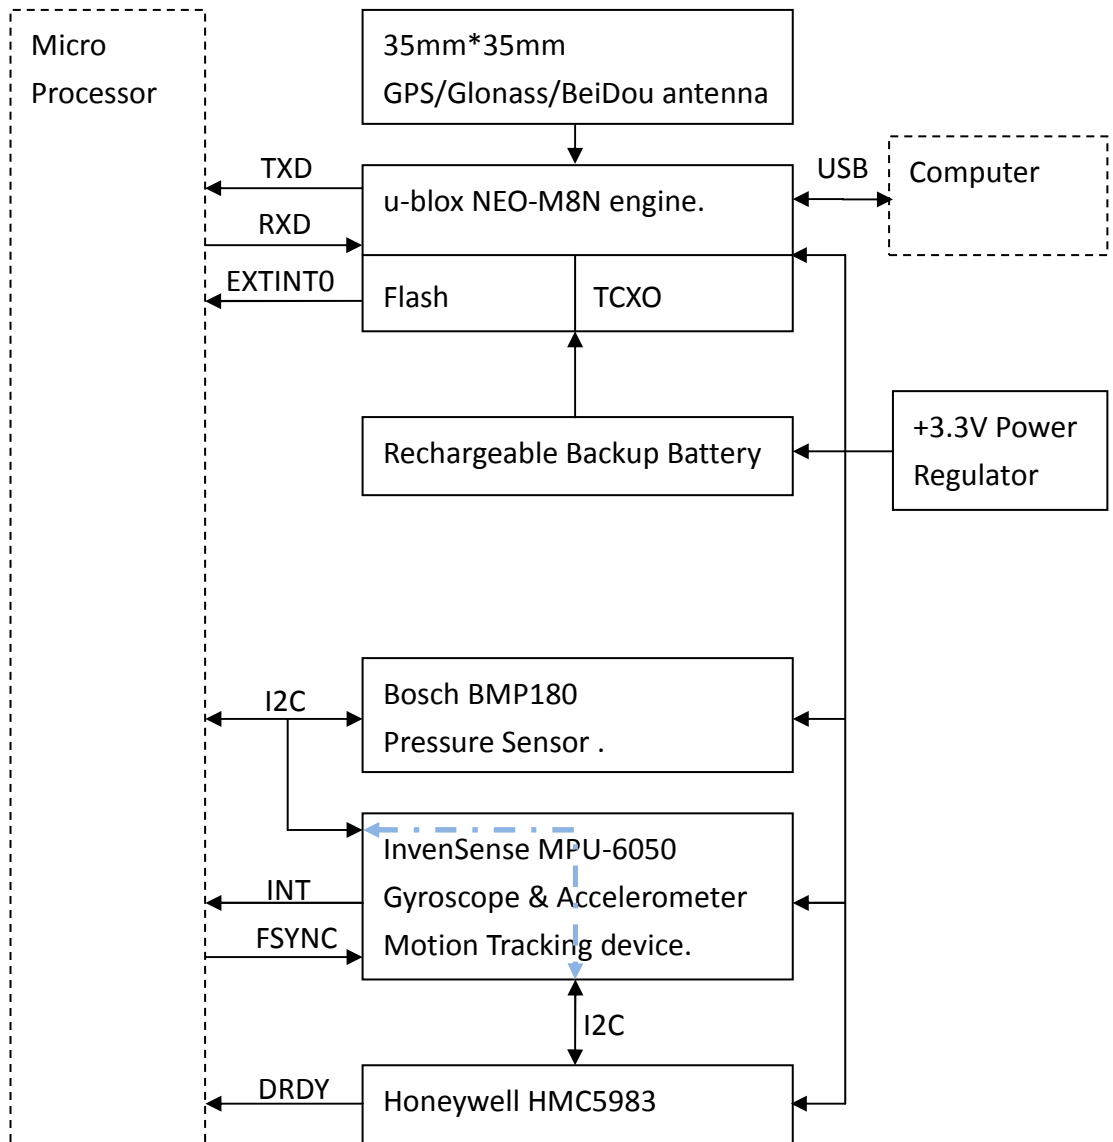 Micro
Processor
35mm*35mm
GPS/Glonass/BeiDou antenna
TXD
u-blox NEO-M8N engine.
USB
Computer
RXD
EXTINT0
Flash
TCXO
Rechargeable Backup Battery
+3.3V Power
Regulator
I2C
Bosch BMP180
Pressure Sensor .
InvenSense MPU-6050
INT
Gyroscope & Accelerometer
FSYNC
Motion Tracking device.
I2C
DRDY
Honeywell HMC5983